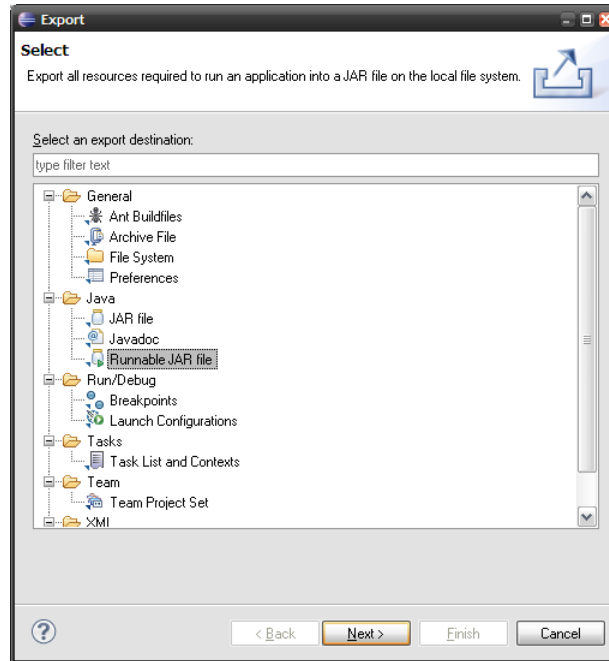 Export
Select
Export all resources required to run an application into a JAR file on the local file system.
Select an export destination:
type filter text
General
Ant Buildfiles
Archive File
File System
Preferences
Java
JAR file
Javadoc
Runnable JAR file
Run/Debug
Breakpoints
Launch Configurations
Tasks
Task List and Contexts
Team
Team Project Set
XML
?
< Back Next > Finish Cancel